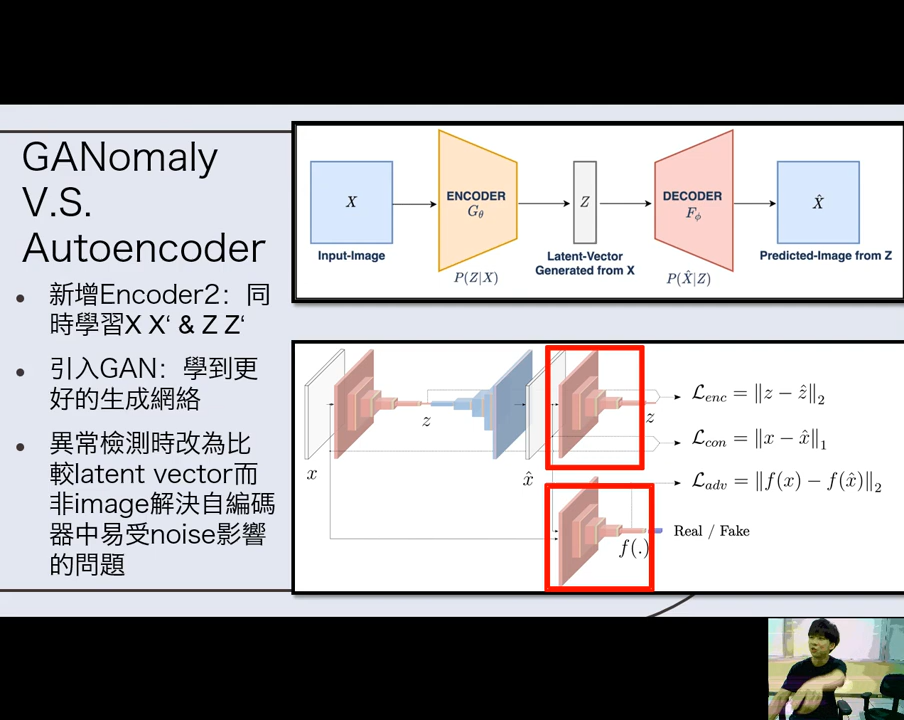 GANomaly
V.S.
Autoencoder
• 新增Encoder2：同
時學習X X‘ & Z Z‘
• 引入GAN：學到更
好的生成網絡
• 異常檢測時改為比
較latent vector而
非image解決自編碼
器中易受noise影響
的問題
X
Input-Image
ENCODER
G_θ
P(Z|X)
Z
Latent-Vector
Generated from X
DECODER
F_ϕ
P(X̂|Z)
X̂
Predicted-Image from Z
x
z
x̂
ẑ
ℒ_enc = ‖z − ẑ‖₂
ℒ_con = ‖x − x̂‖₁
ℒ_adv = ‖f(x) − f(x̂)‖₂
Real / Fake
f(.)